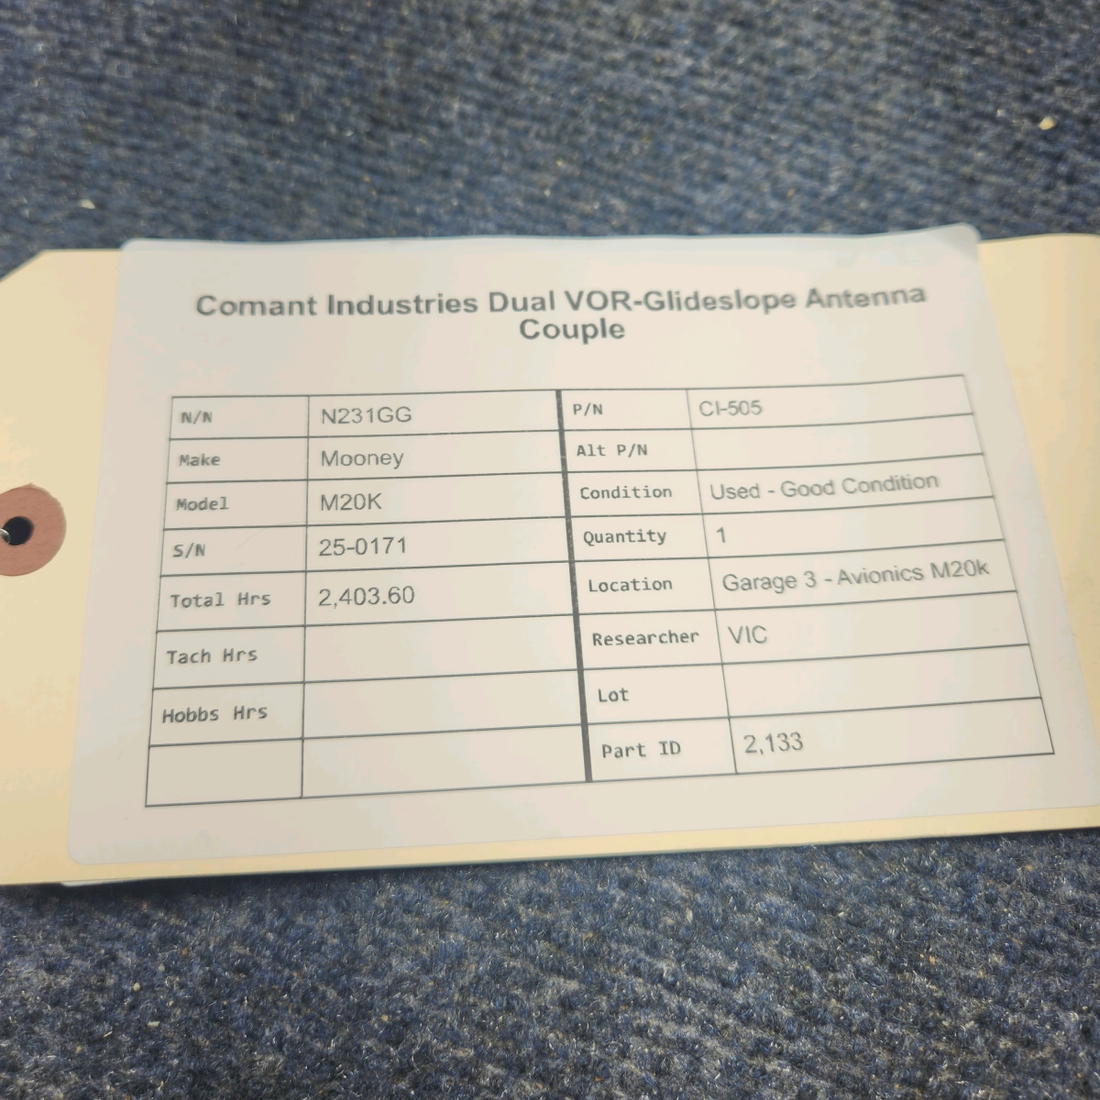 Comant Industries Dual VOR-Glideslope Antenna
Couple
N/N N231GG P/N CI-505
Make Mooney Alt P/N
Model M20K Condition Used - Good Condition
S/N 25-0171 Quantity 1
Total Hrs 2,403.60 Location Garage 3 - Avionics M20k
Tach Hrs Researcher VIC
Hobbs Hrs Lot
Part ID 2,133